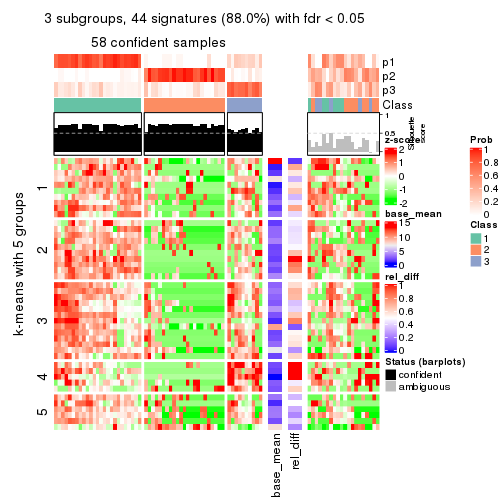 3 subgroups, 44 signatures (88.0%) with fdr < 0.05
58 confident samples
p1
p2
p3
Class
1
0.5
0
Silhouette
score
k-means with 5 groups
1
2
3
4
5
base_mean
rel_diff
z-score
2
1
0
-1
-2
base_mean
15
10
5
0
rel_diff
1
0.8
0.6
0.4
0.2
0
Status (barplots)
confident
ambiguous
Prob
1
0.8
0.6
0.4
0.2
0
Class
1
2
3